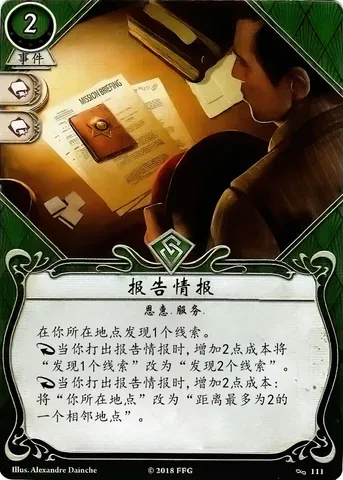 2
事件
MISSION BRIEFING
报告情报
恩惠.服务.
在你所在地点发现1个线索。
当你打出报告情报时,增加2点成本将
“发现1个线索”改为“发现2个线索”。
当你打出报告情报时,增加2点成本:
将“你所在地点”改为“距离最多为2的
一个相邻地点”。
Illus. Alexandre Dainche
© 2018 FFG
111